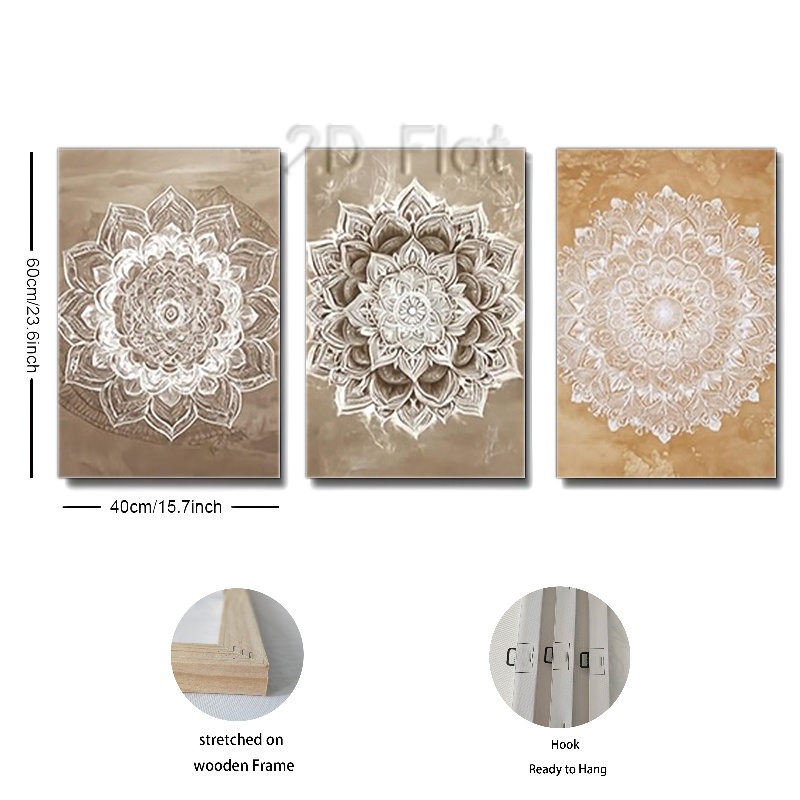 2D Flat
60cm/23.6inch
40cm/15.7inch
stretched on
wooden Frame
Hook
Ready to Hang